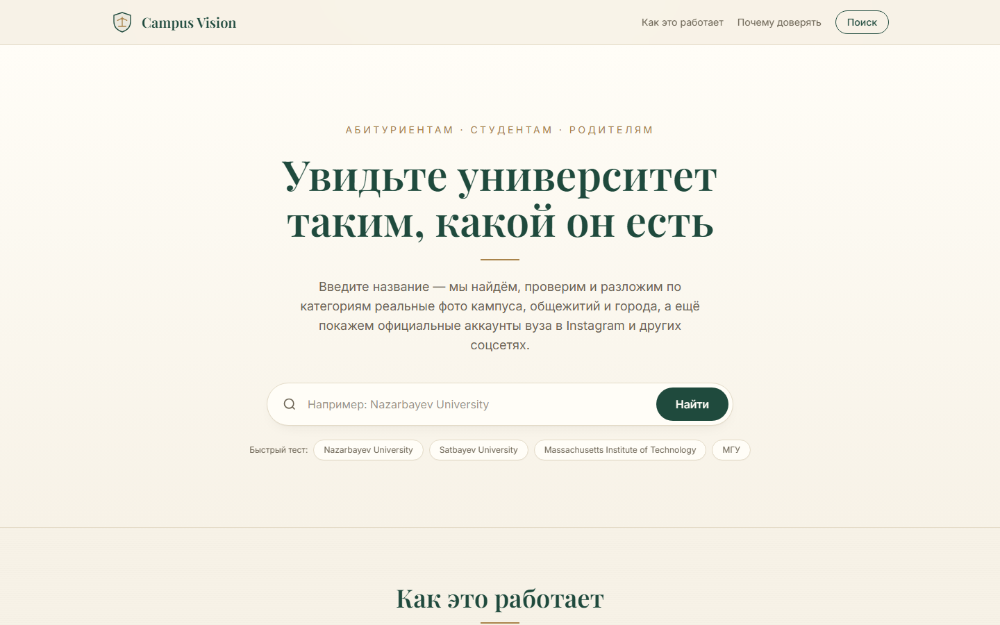 Campus Vision
Как это работает
Почему доверять
Поиск
АБИТУРИЕНТАМ · СТУДЕНТАМ · РОДИТЕЛЯМ
Увидьте университет
таким, какой он есть
Введите название — мы найдём, проверим и разложим по
категориям реальные фото кампуса, общежитий и города, а ещё
покажем официальные аккаунты вуза в Instagram и других
соцсетях.
Например: Nazarbayev University
Найти
Быстрый тест:
Nazarbayev University
Satbayev University
Massachusetts Institute of Technology
МГУ
Как это работает